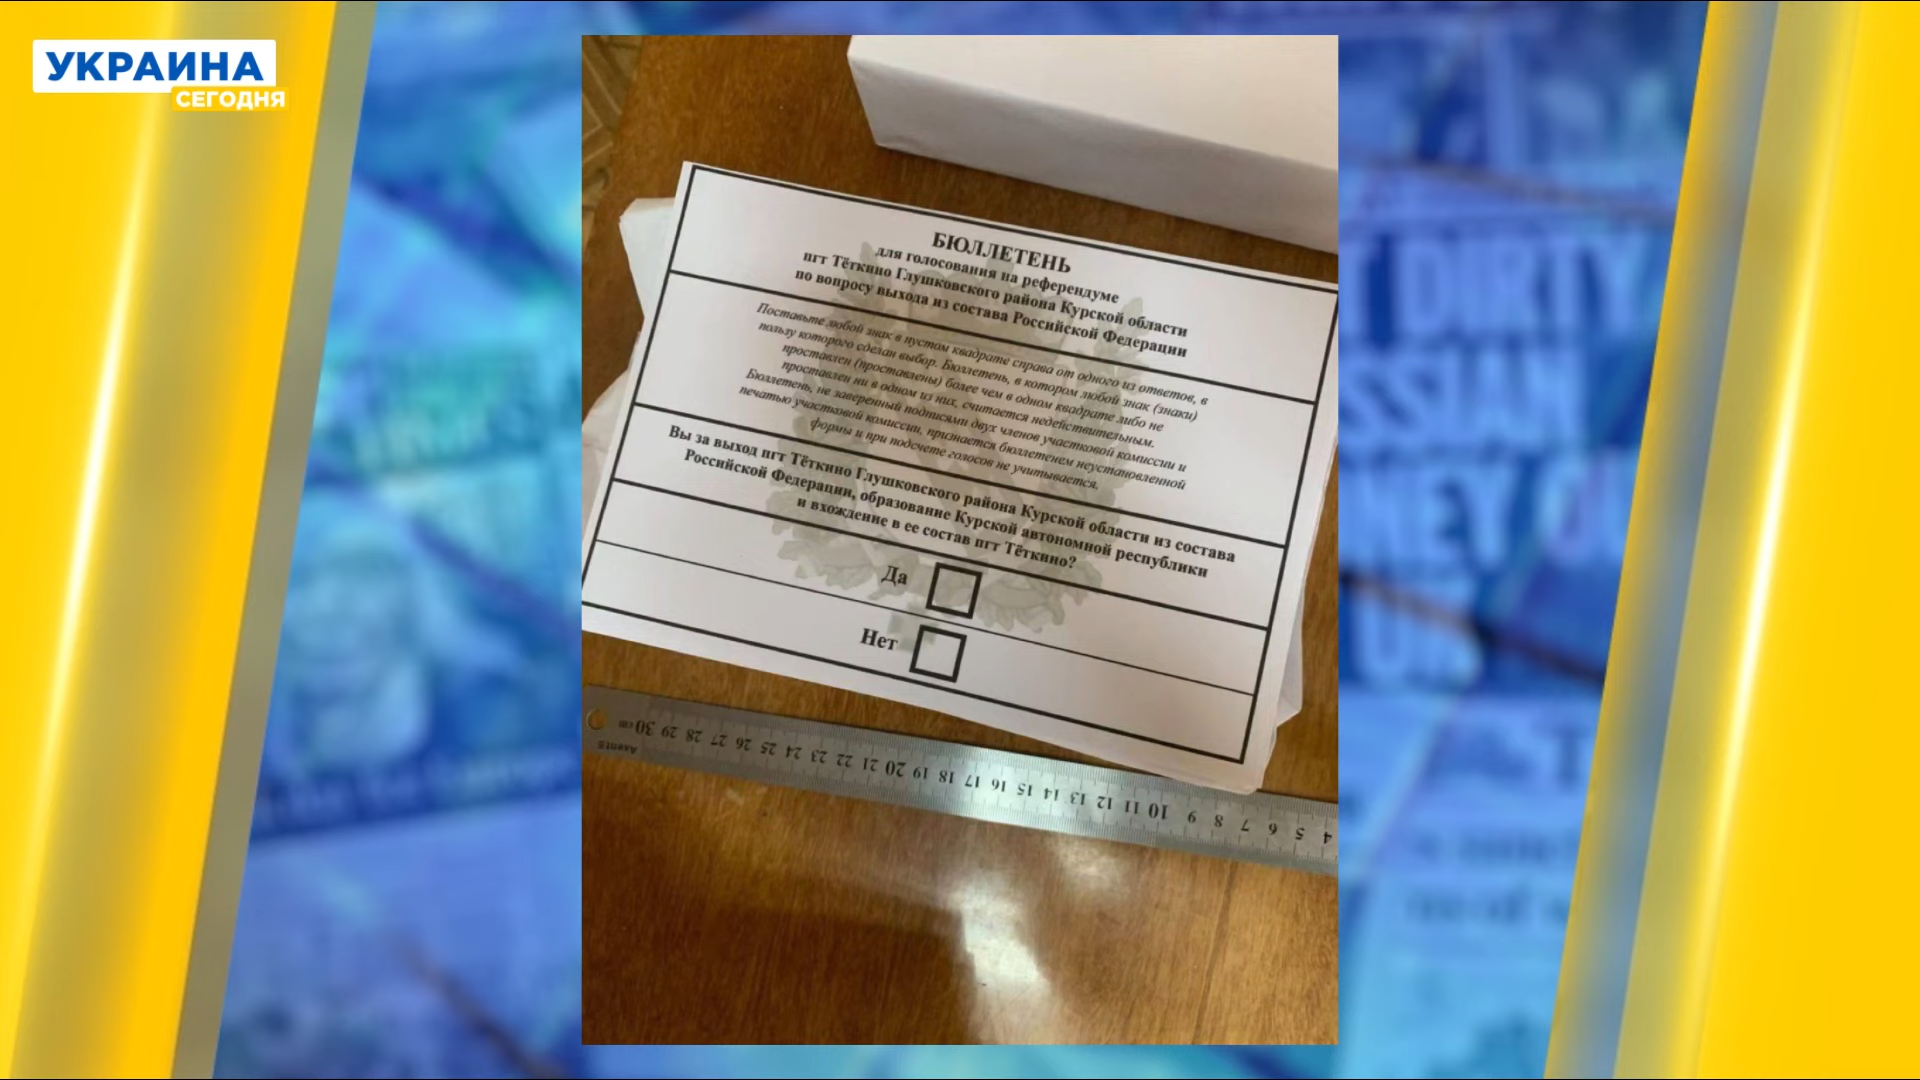 УКРАИНА
СЕГОДНЯ
БЮЛЛЕТЕНЬ
для голосования на референдуме
пгт Тёткино Глушковского района Курской области
по вопросу выхода из состава Российской Федерации
Поставьте любой знак в пустом квадрате справа от одного из ответов, в
пользу которого сделан выбор. Бюллетень, в котором любой знак (знаки)
проставлен (проставлены) более чем в одном квадрате либо не
проставлен ни в одном из них, считается недействительным.
Бюллетень, не заверенный подписями двух членов участковой комиссии и
печатью участковой комиссии, признается бюллетенем неустановленной
формы и при подсчете голосов не учитывается.
Вы за выход пгт Тёткино Глушковского района Курской области из состава
Российской Федерации, образование Курской автономной республики
и вхождение в ее состав пгт Тёткино?
Да
Нет
cm 30 29 28 27 26 25 24 23 22 21 20 19 18 17 16 15 14 13 12 11 10 9 8 7 6 5 4
Axent
DIRTY